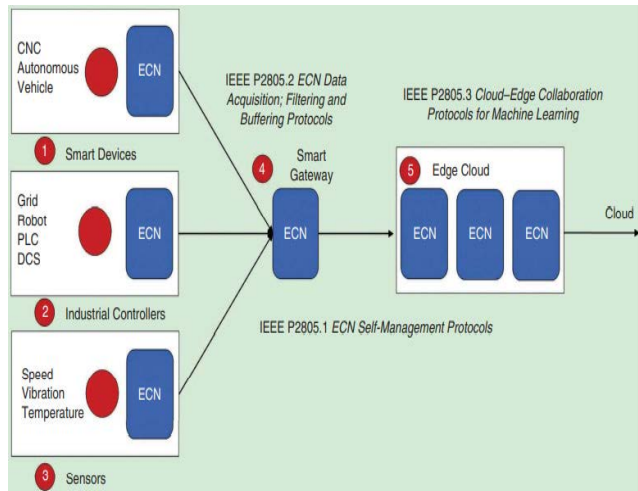 CNC
Autonomous
Vehicle
ECN
1 Smart Devices
Grid
Robot
PLC
DCS
ECN
2 Industrial Controllers
Speed
Vibration
Temperature
ECN
3 Sensors
IEEE P2805.2 ECN Data
Acquisition; Filtering and
Buffering Protocols
4 Smart
Gateway
ECN
IEEE P2805.1 ECN Self-Management Protocols
IEEE P2805.3 Cloud–Edge Collaboration
Protocols for Machine Learning
5 Edge Cloud
ECN ECN ECN
Cloud